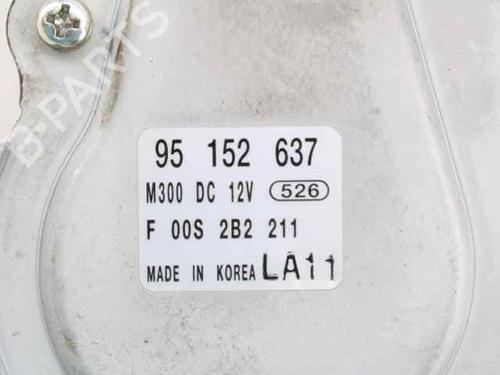 B-PARTS
95 152 637
M300 DC 12V 526
F 00S 2B2 211
MADE IN KOREA LA11